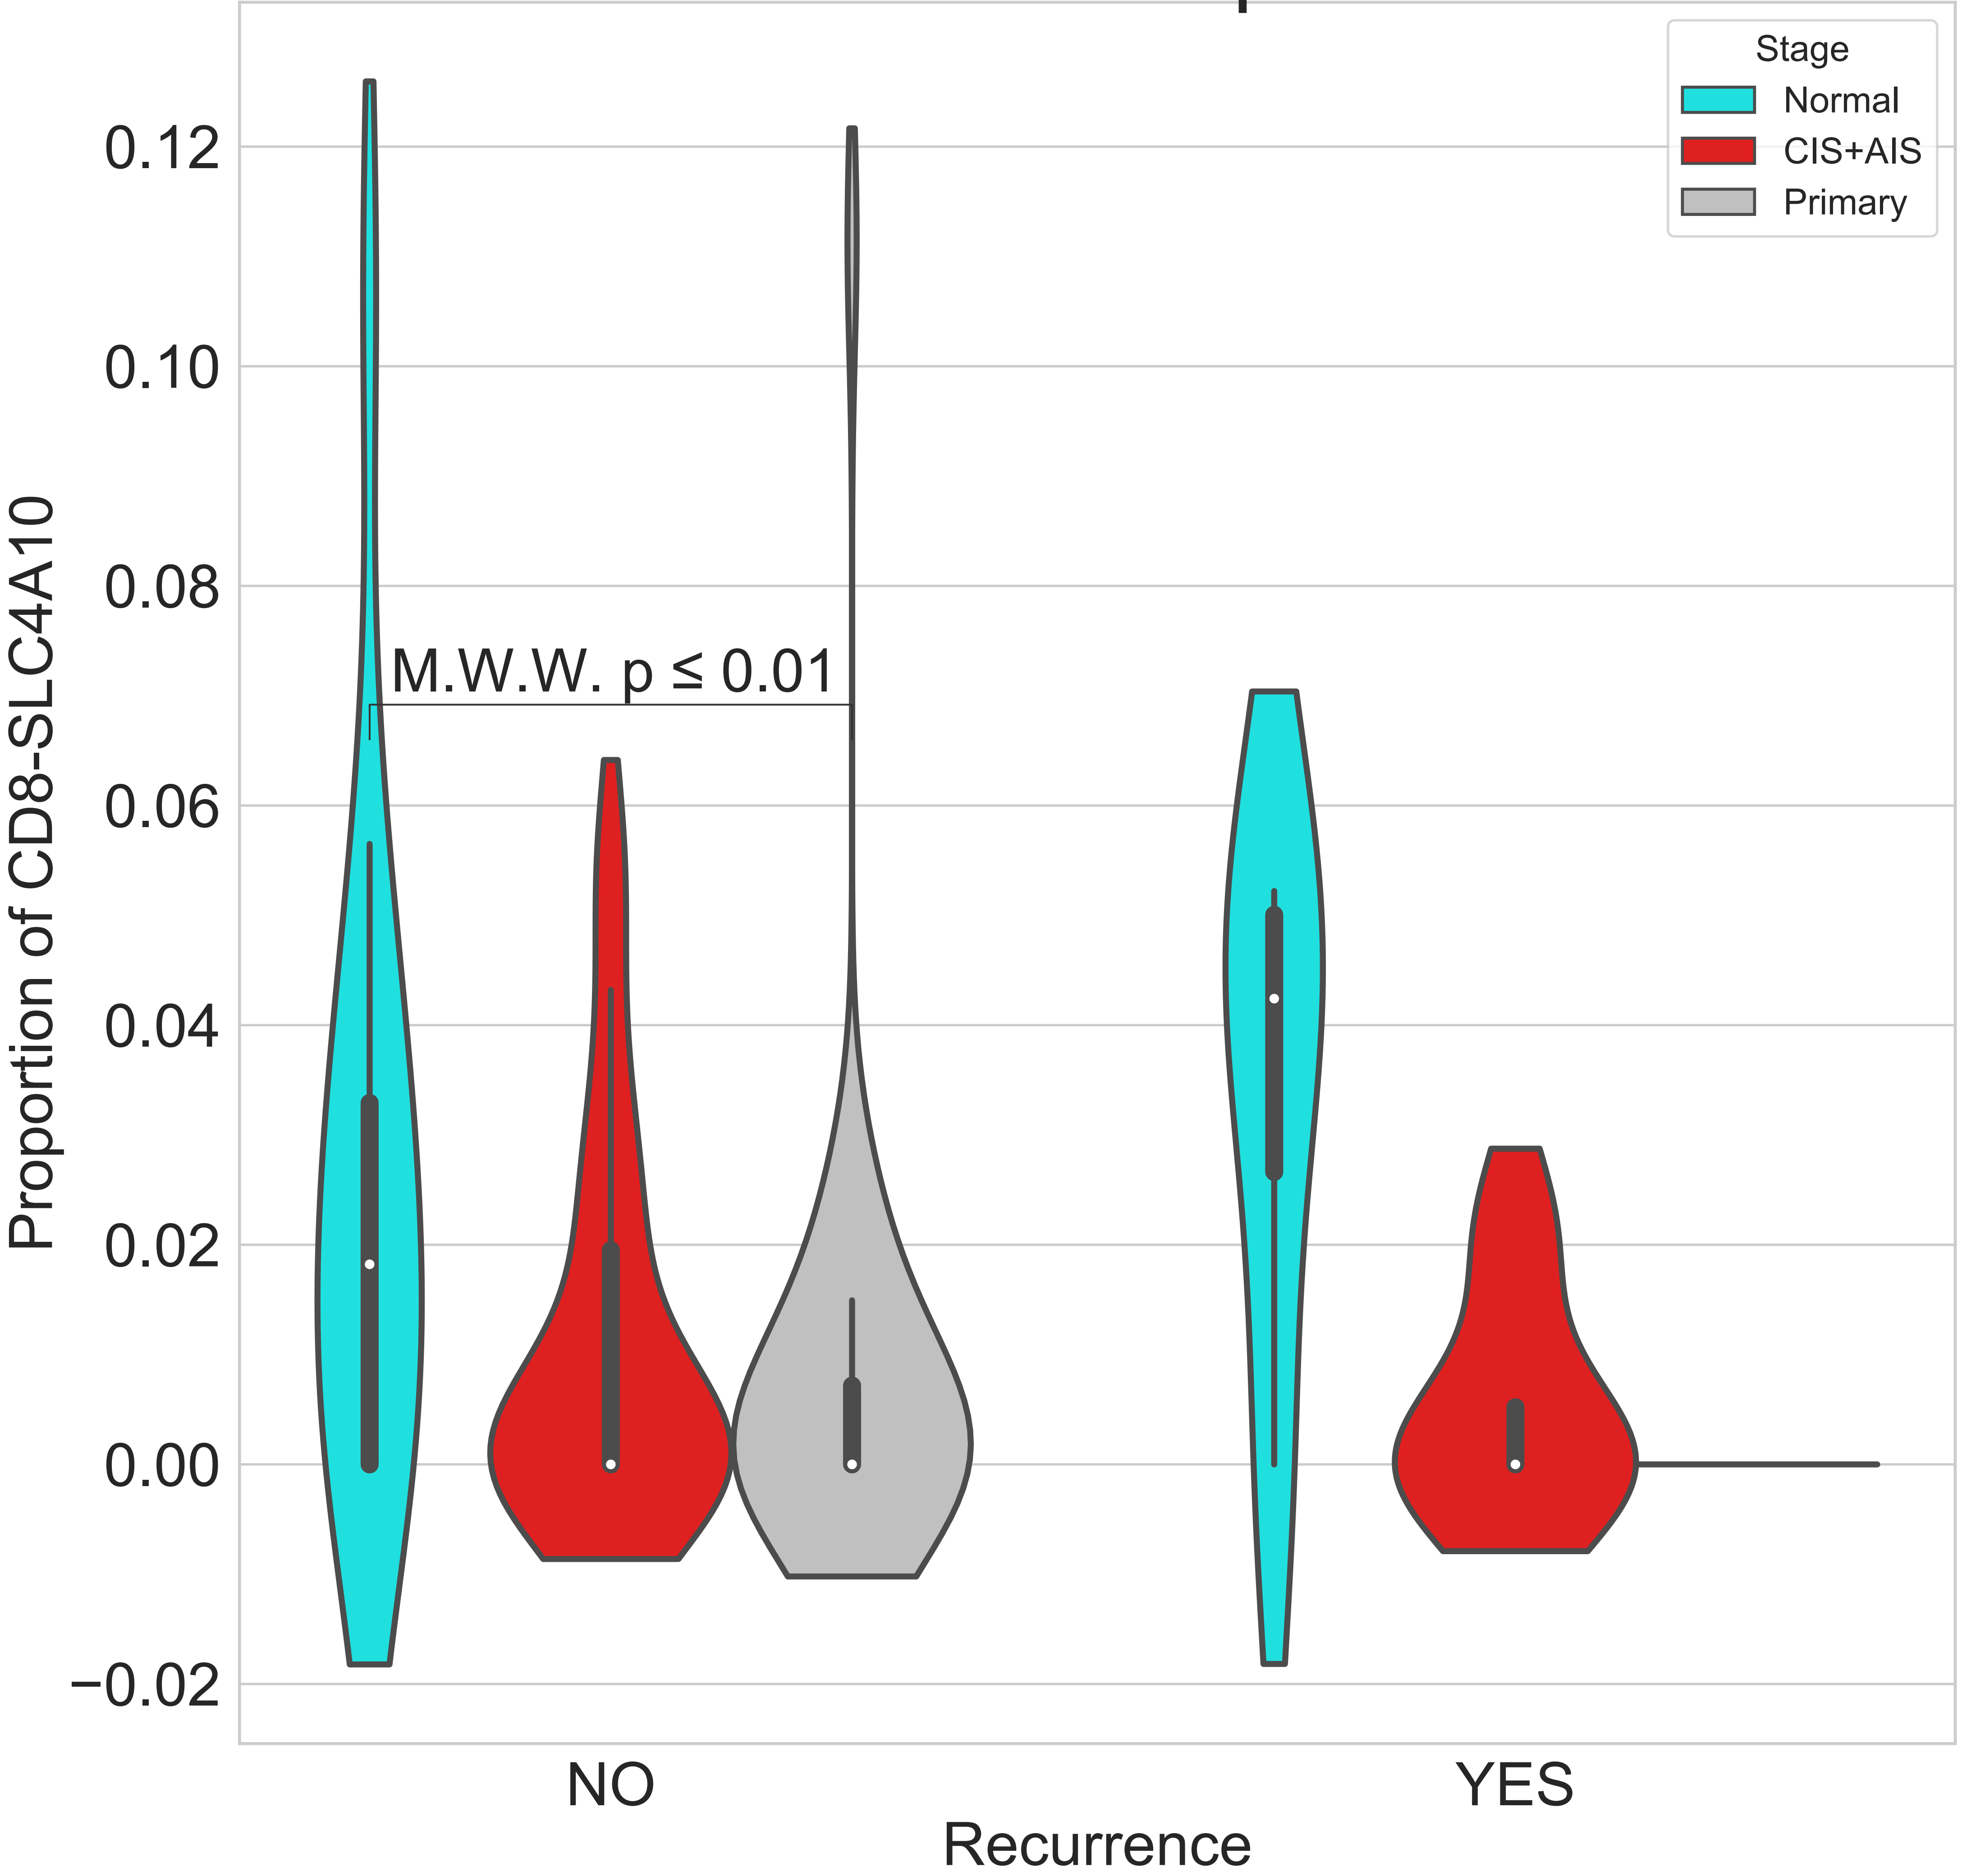 Stage
Normal
CIS+AIS
Primary
0.12
0.10
0.08
0.06
0.04
0.02
0.00
−0.02
Proportion of CD8-SLC4A10
M.W.W. p ≤ 0.01
NO
YES
Recurrence